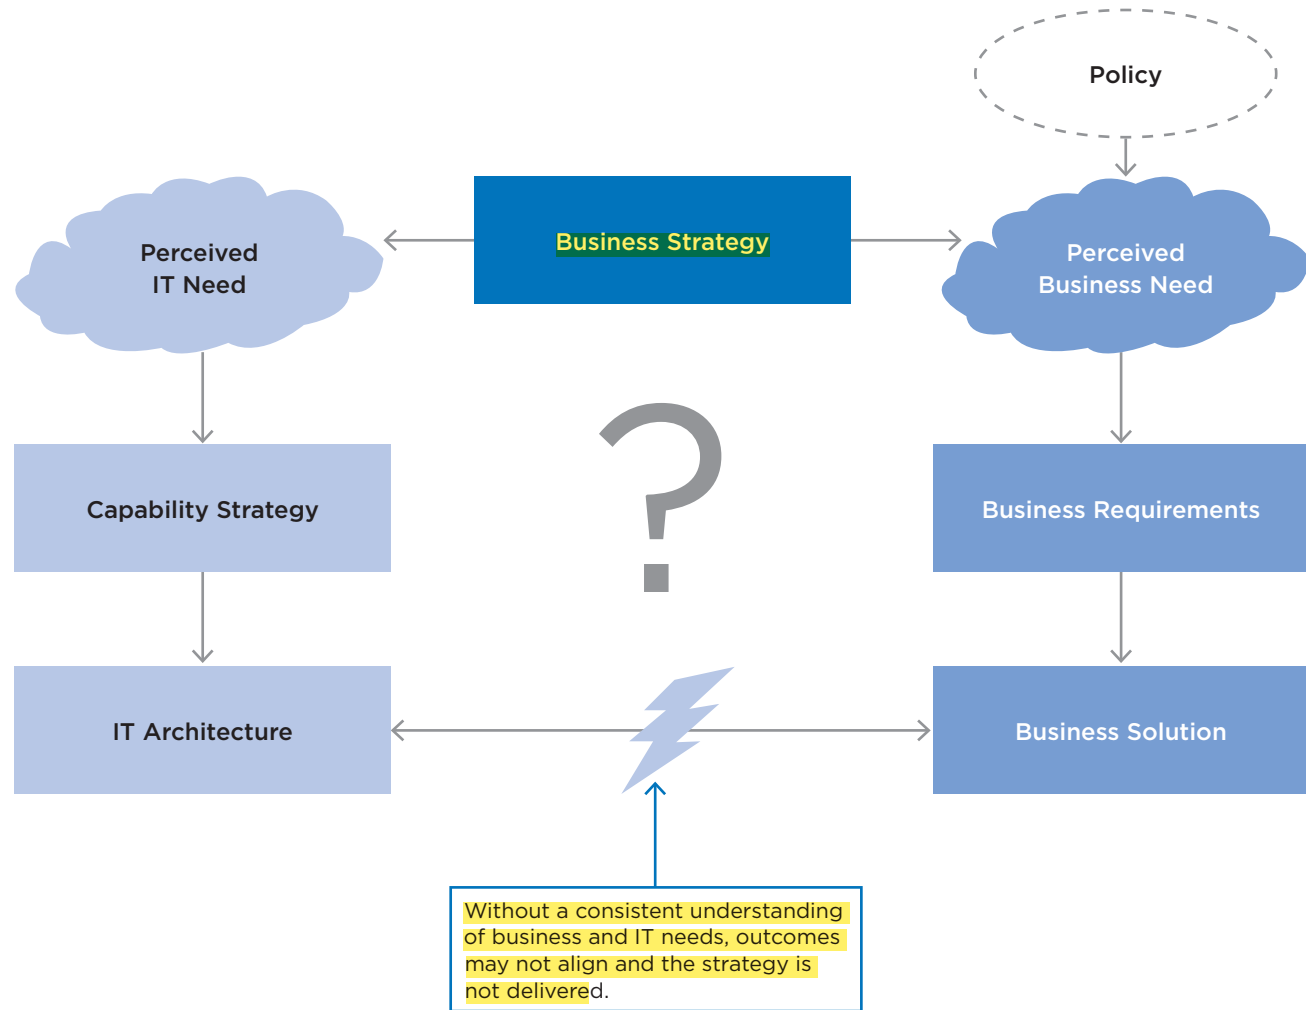 Policy
Perceived
IT Need
Business Strategy
Perceived
Business Need
?
Capability Strategy
Business Requirements
IT Architecture
Business Solution
Without a consistent understanding
of business and IT needs, outcomes
may not align and the strategy is
not delivered.